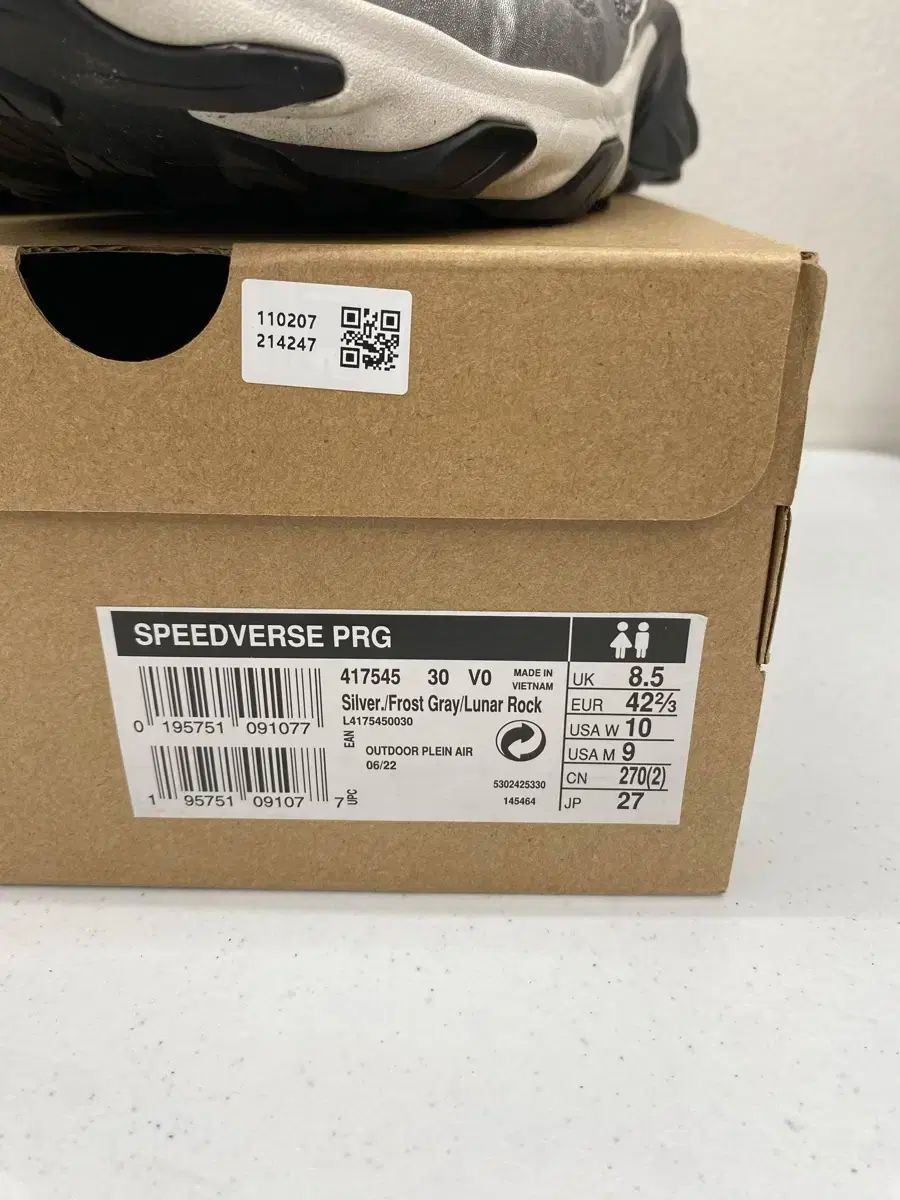 110207
214247
SPEEDVERSE PRG
417545 30 V0
MADE IN
VIETNAM
Silver./Frost Gray/Lunar Rock
L4175450030
0 195751 091077
EAN
OUTDOOR PLEIN AIR
06/22
1 95751 09107 7
UPC
5302425330
145464
UK 8.5
EUR 42⅔
USA W 10
USA M 9
CN 270(2)
JP 27